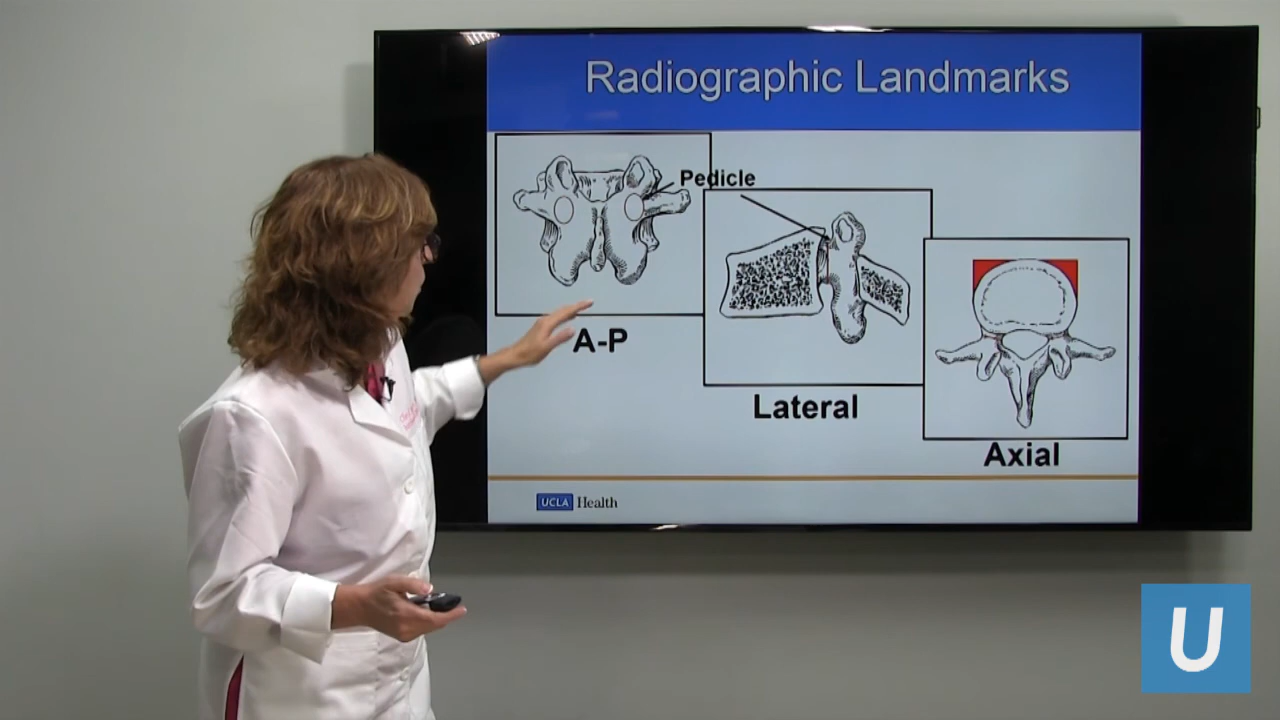 Radiographic Landmarks
Pedicle
A-P
Lateral
Axial
UCLA Health
U